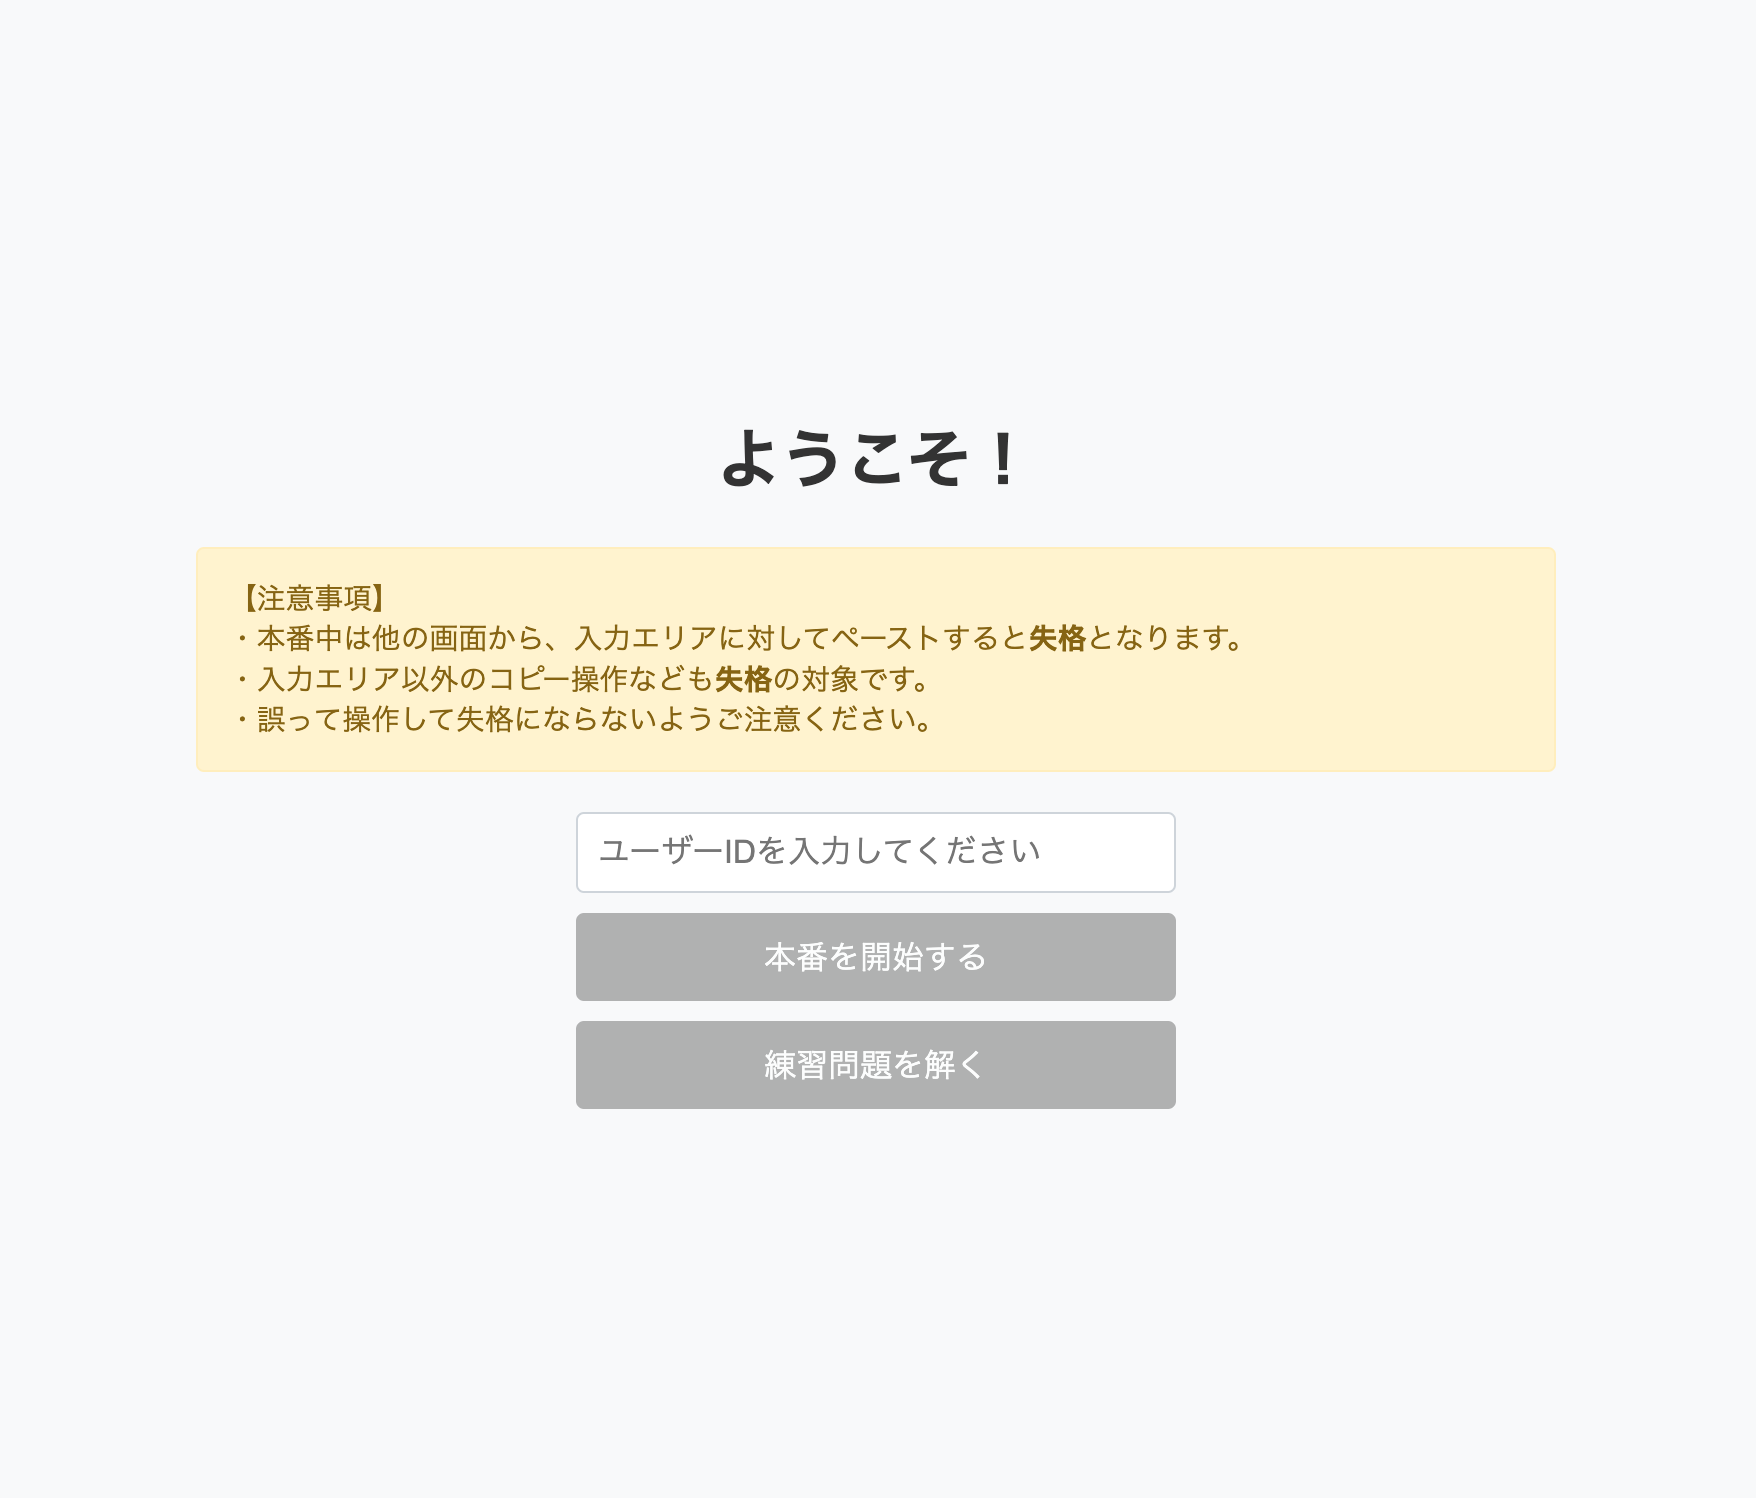 ようこそ！
【注意事項】
・本番中は他の画面から、入力エリアに対してペーストすると失格となります。
・入力エリア以外のコピー操作なども失格の対象です。
・誤って操作して失格にならないようご注意ください。
ユーザーIDを入力してください
本番を開始する
練習問題を解く